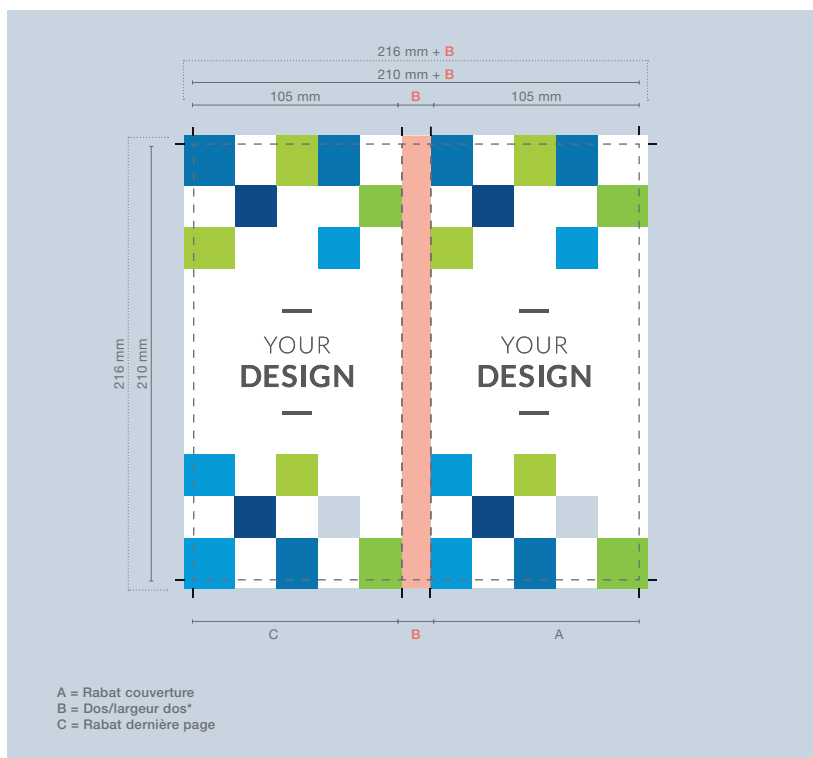 216 mm + B
210 mm + B
105 mm B 105 mm
216 mm
210 mm
YOUR
DESIGN
YOUR
DESIGN
C B A
A = Rabat couverture
B = Dos/largeur dos*
C = Rabat dernière page